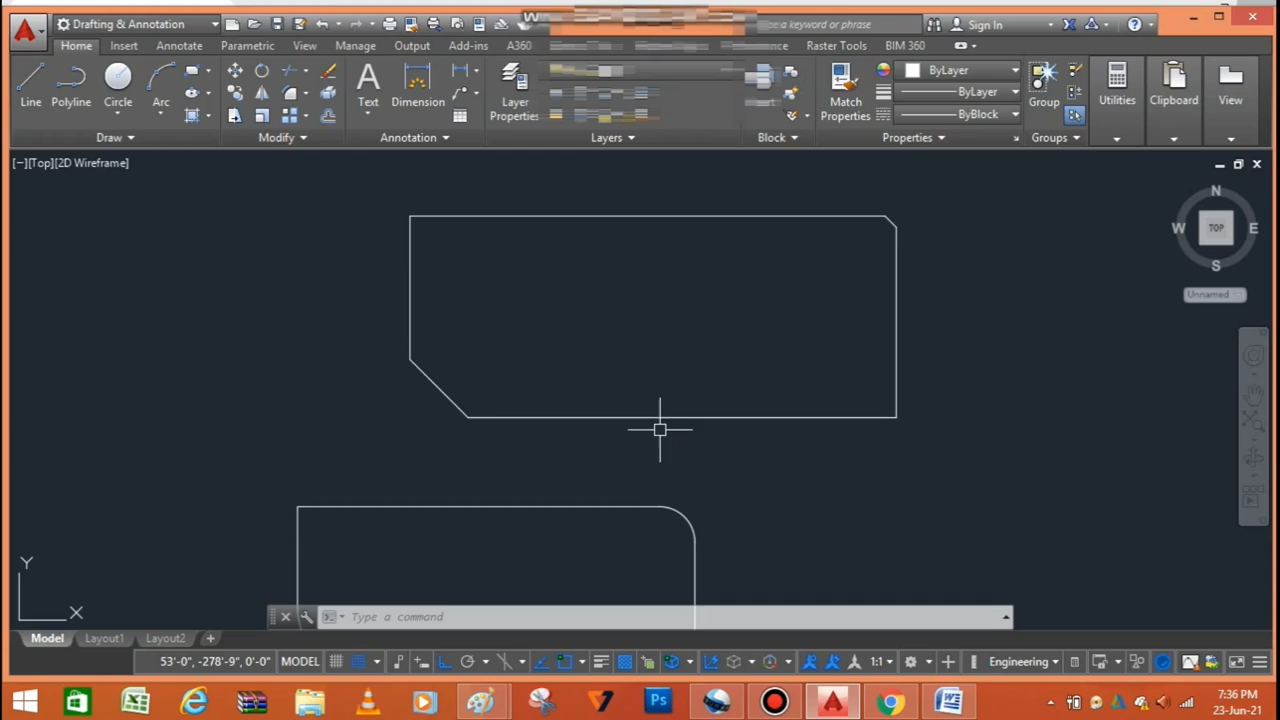 Drafting & Annotation
W
e a keyword or phrase
Sign In
Home Insert Annotate Parametric View Manage Output Add-ins A360
Raster Tools BIM 360
Line Polyline Circle Arc
Text Dimension
Layer
Properties
Match
Properties
ByLayer
ByLayer
ByBlock
Group
Utilities
Clipboard
View
Draw Modify Annotation Layers Block Properties Groups
[−][Top][2D Wireframe]
N
W TOP E
S
Unnamed
Y
X
Type a command
Model Layout1 Layout2 +
53'-0", -278'-9", 0'-0" MODEL
1:1
Engineering
Ps
7:36 PM
23-Jun-21